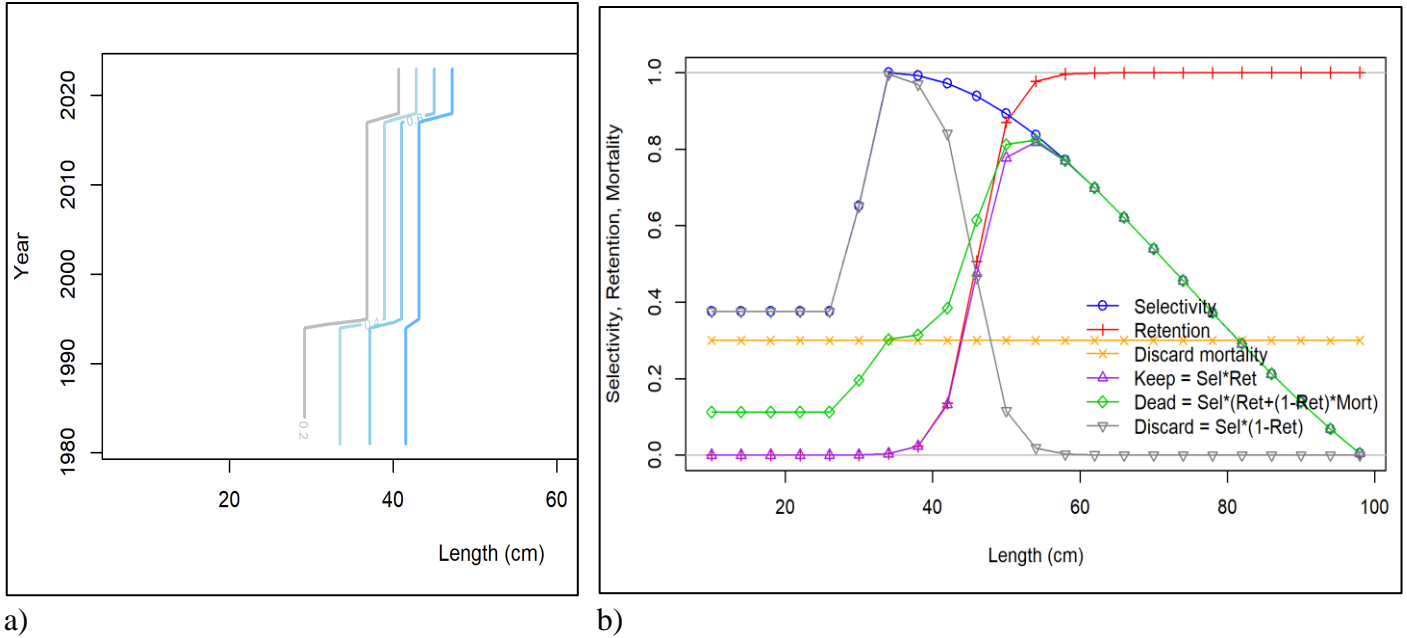 Year
1980
1990
2000
2010
2020
0.2
0.4
0.6
20
40
60
Length (cm)
a)
Selectivity, Retention, Mortality
0.0
0.2
0.4
0.6
0.8
1.0
Selectivity
Retention
Discard mortality
Keep = Sel*Ret
Dead = Sel*(Ret+(1-Ret)*Mort)
Discard = Sel*(1-Ret)
20
40
60
80
100
Length (cm)
b)